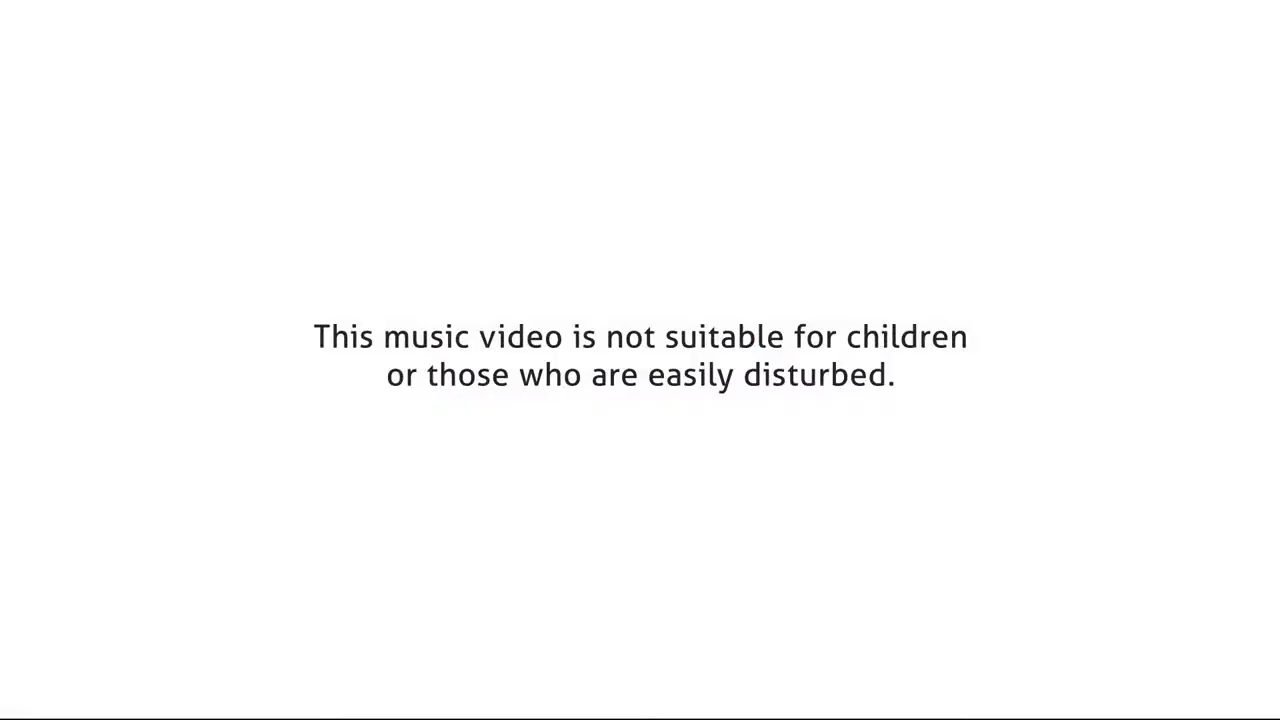 This music video is not suitable for children
or those who are easily disturbed.